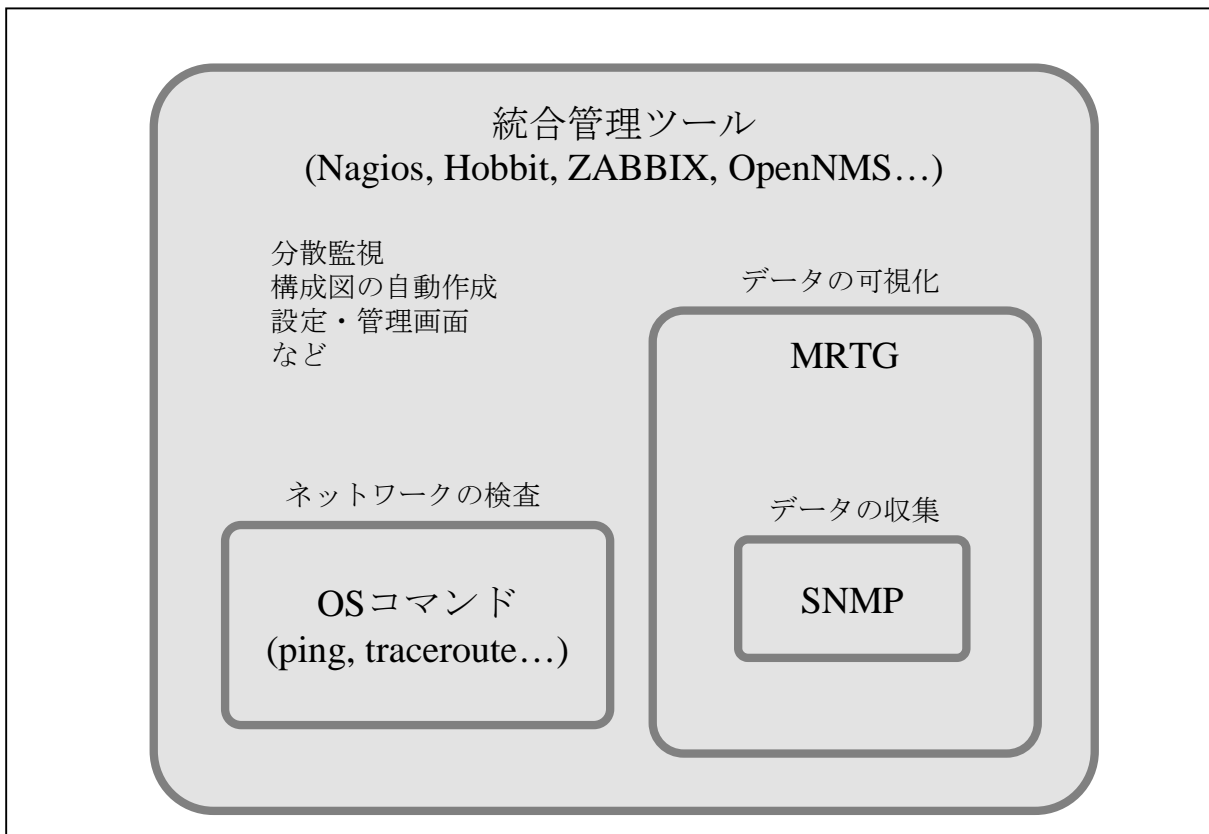 統合管理ツール
(Nagios, Hobbit, ZABBIX, OpenNMS…)
分散監視
構成図の自動作成
設定・管理画面
など
データの可視化
MRTG
ネットワークの検査
OSコマンド
(ping, traceroute…)
データの収集
SNMP